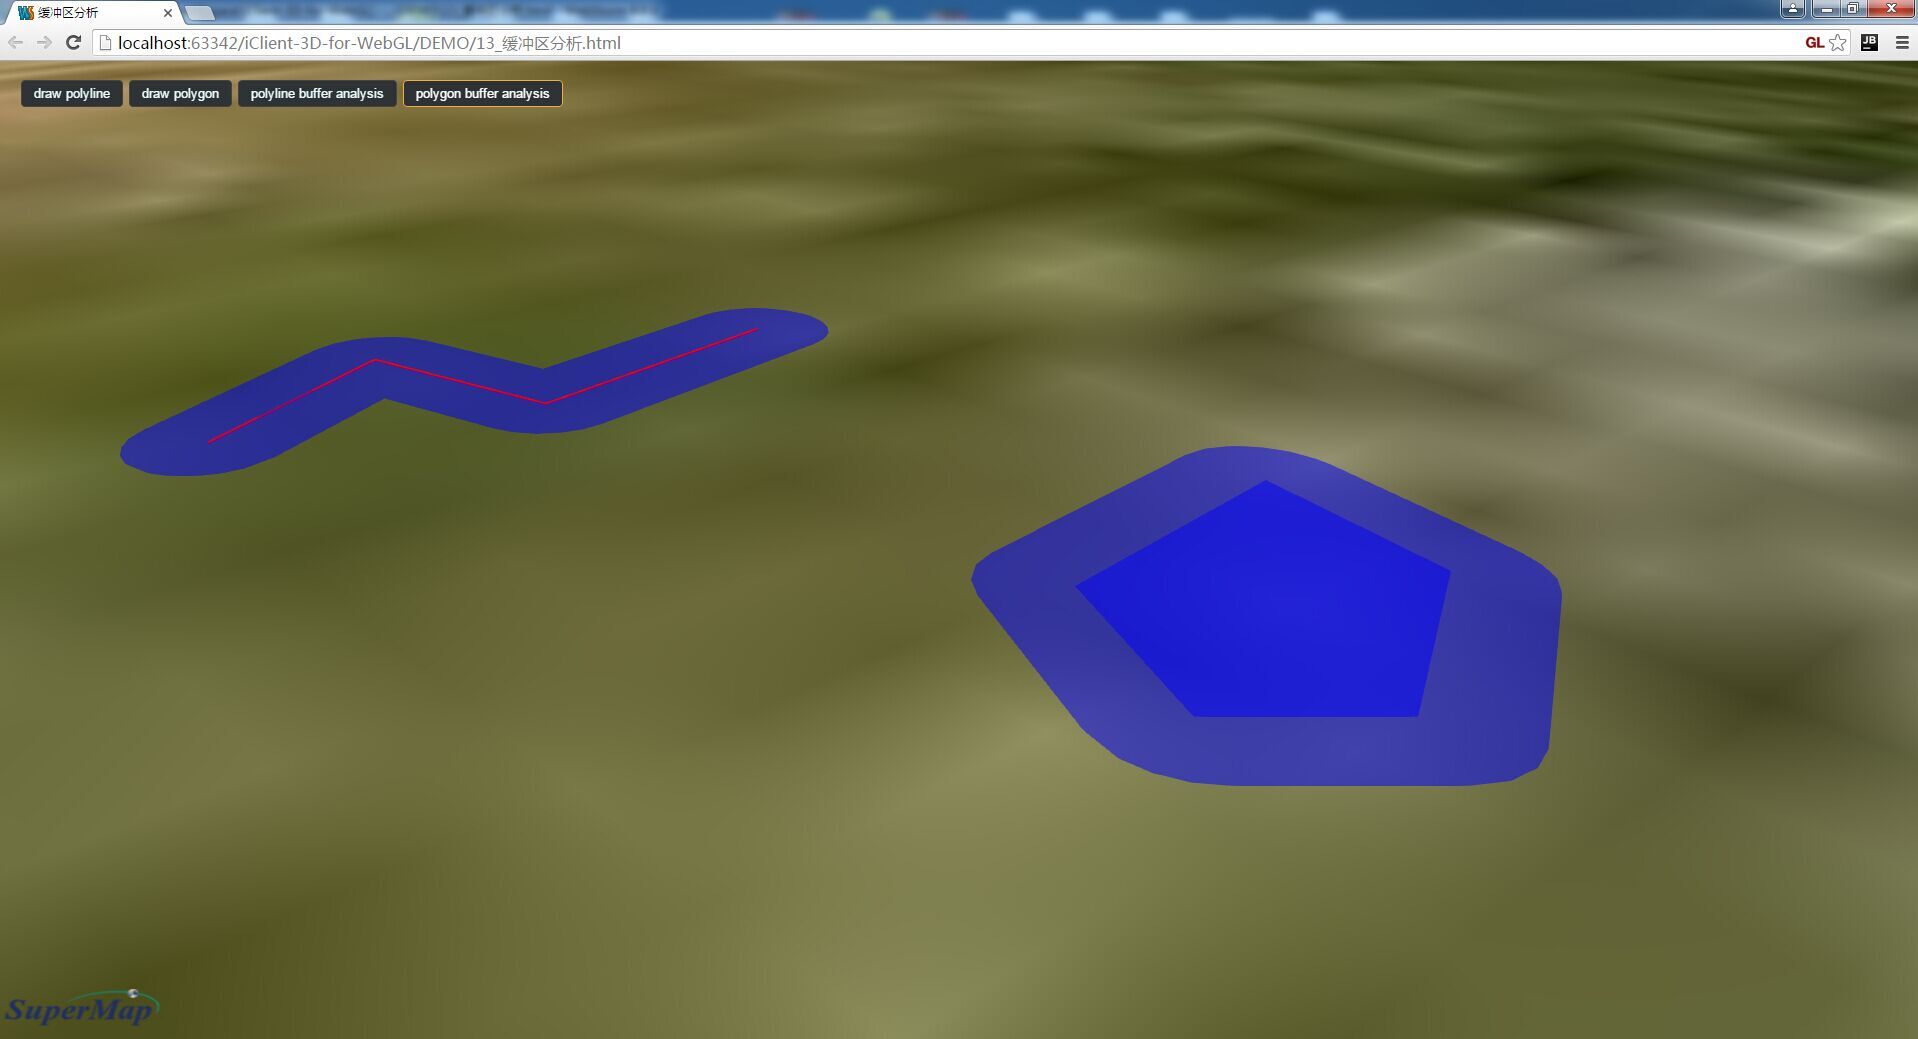 缓冲区分析
localhost:63342/iClient-3D-for-WebGL/DEMO/13_缓冲区分析.html
GL
JB
draw polyline
draw polygon
polyline buffer analysis
polygon buffer analysis
SuperMap